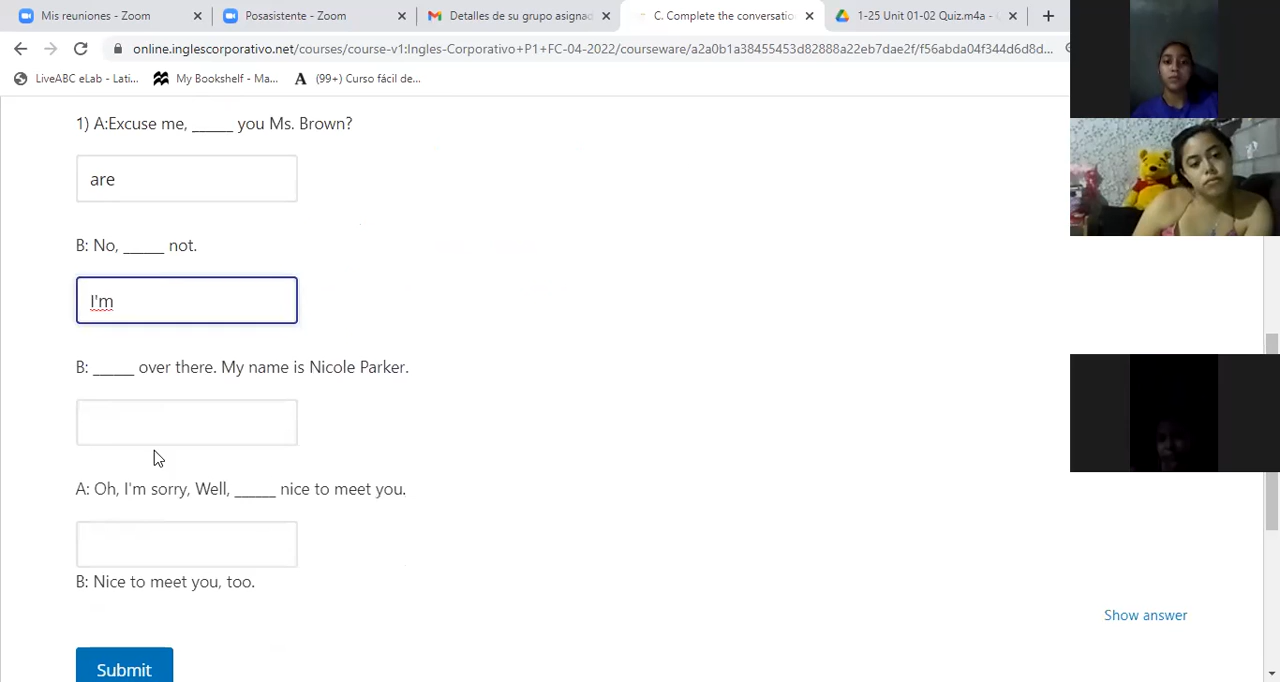 Mis reuniones - Zoom
Posasistente - Zoom
Detalles de su grupo asignad
C. Complete the conversatio
1-25 Unit 01-02 Quiz.m4a -
online.inglescorporativo.net/courses/course-v1:Ingles-Corporativo+P1+FC-04-2022/courseware/a2a0b1a38455453d82888a22eb7dae2f/f56abda04f344d6d8d...
LiveABC eLab - Lati...
My Bookshelf - Ma...
(99+) Curso fácil de...
1) A:Excuse me, _____ you Ms. Brown?
are
B: No, _____ not.
I'm
B: _____ over there. My name is Nicole Parker.
A: Oh, I'm sorry, Well, _____ nice to meet you.
B: Nice to meet you, too.
Show answer
Submit